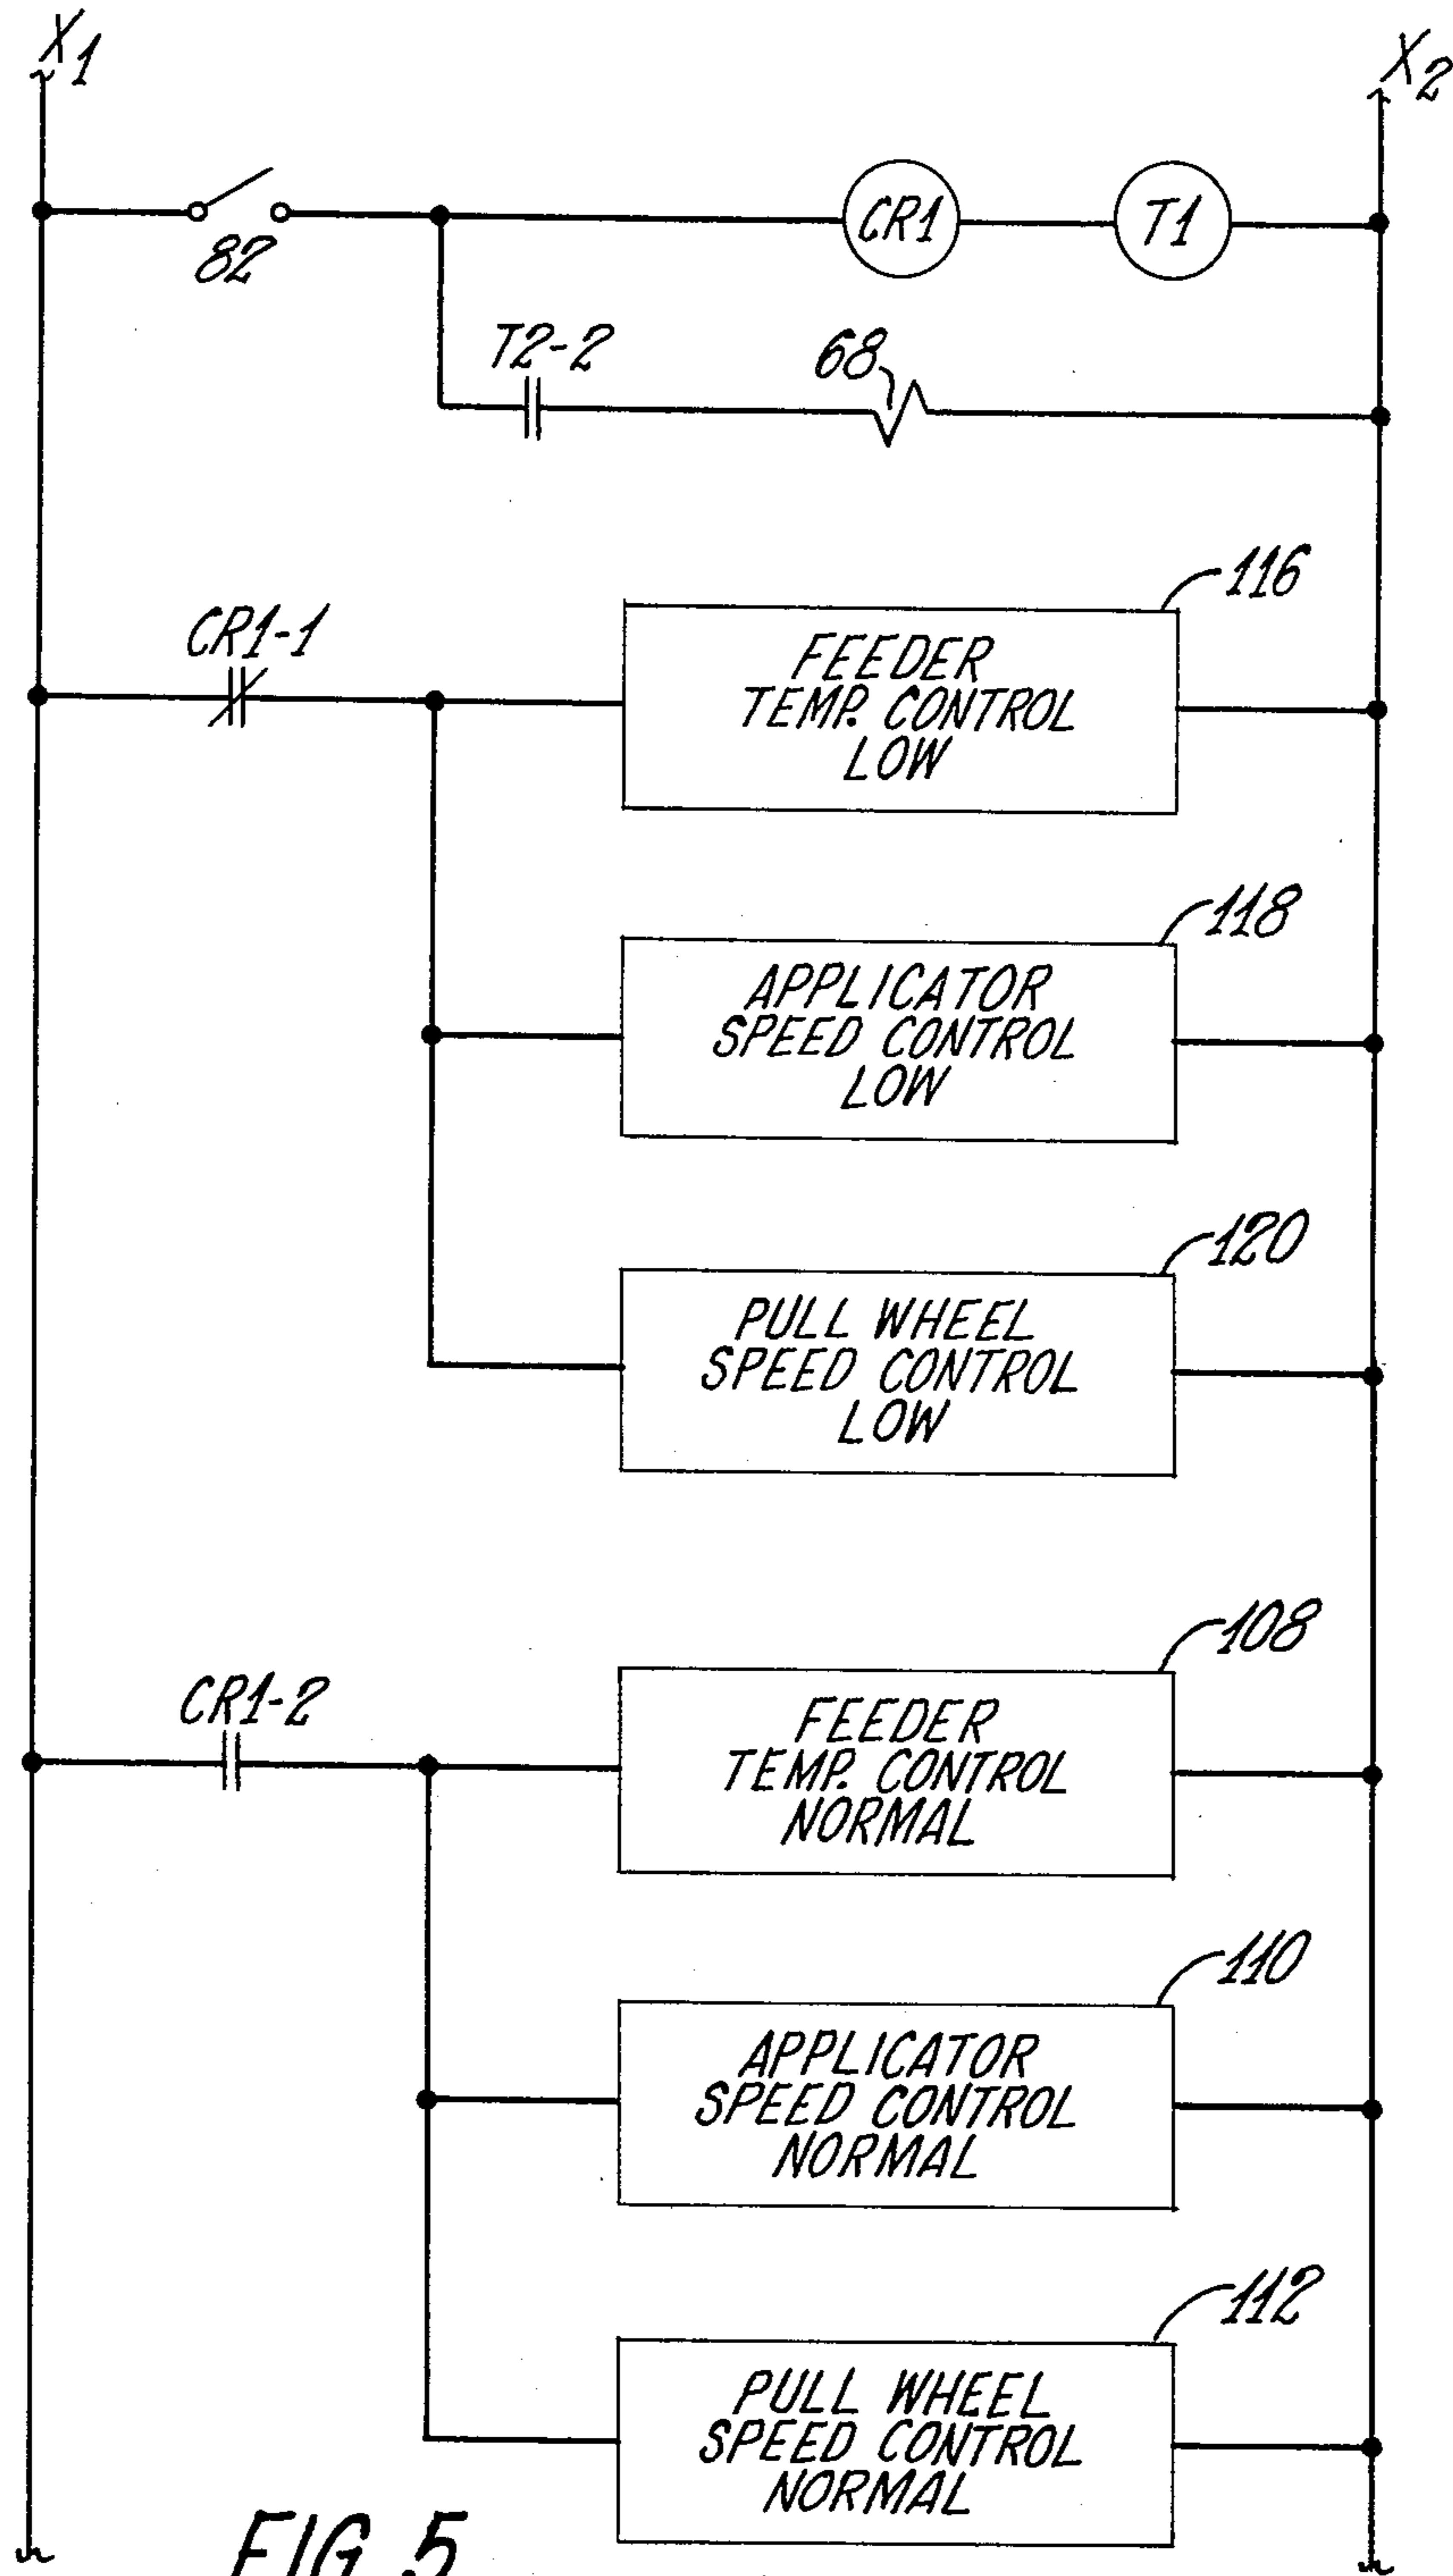 X1
X2
82
CR1
T1
T2-2
68
CR1-1
116
FEEDER
TEMP. CONTROL
LOW
118
APPLICATOR
SPEED CONTROL
LOW
120
PULL WHEEL
SPEED CONTROL
LOW
CR1-2
108
FEEDER
TEMP. CONTROL
NORMAL
110
APPLICATOR
SPEED CONTROL
NORMAL
112
PULL WHEEL
SPEED CONTROL
NORMAL
FIG. 5